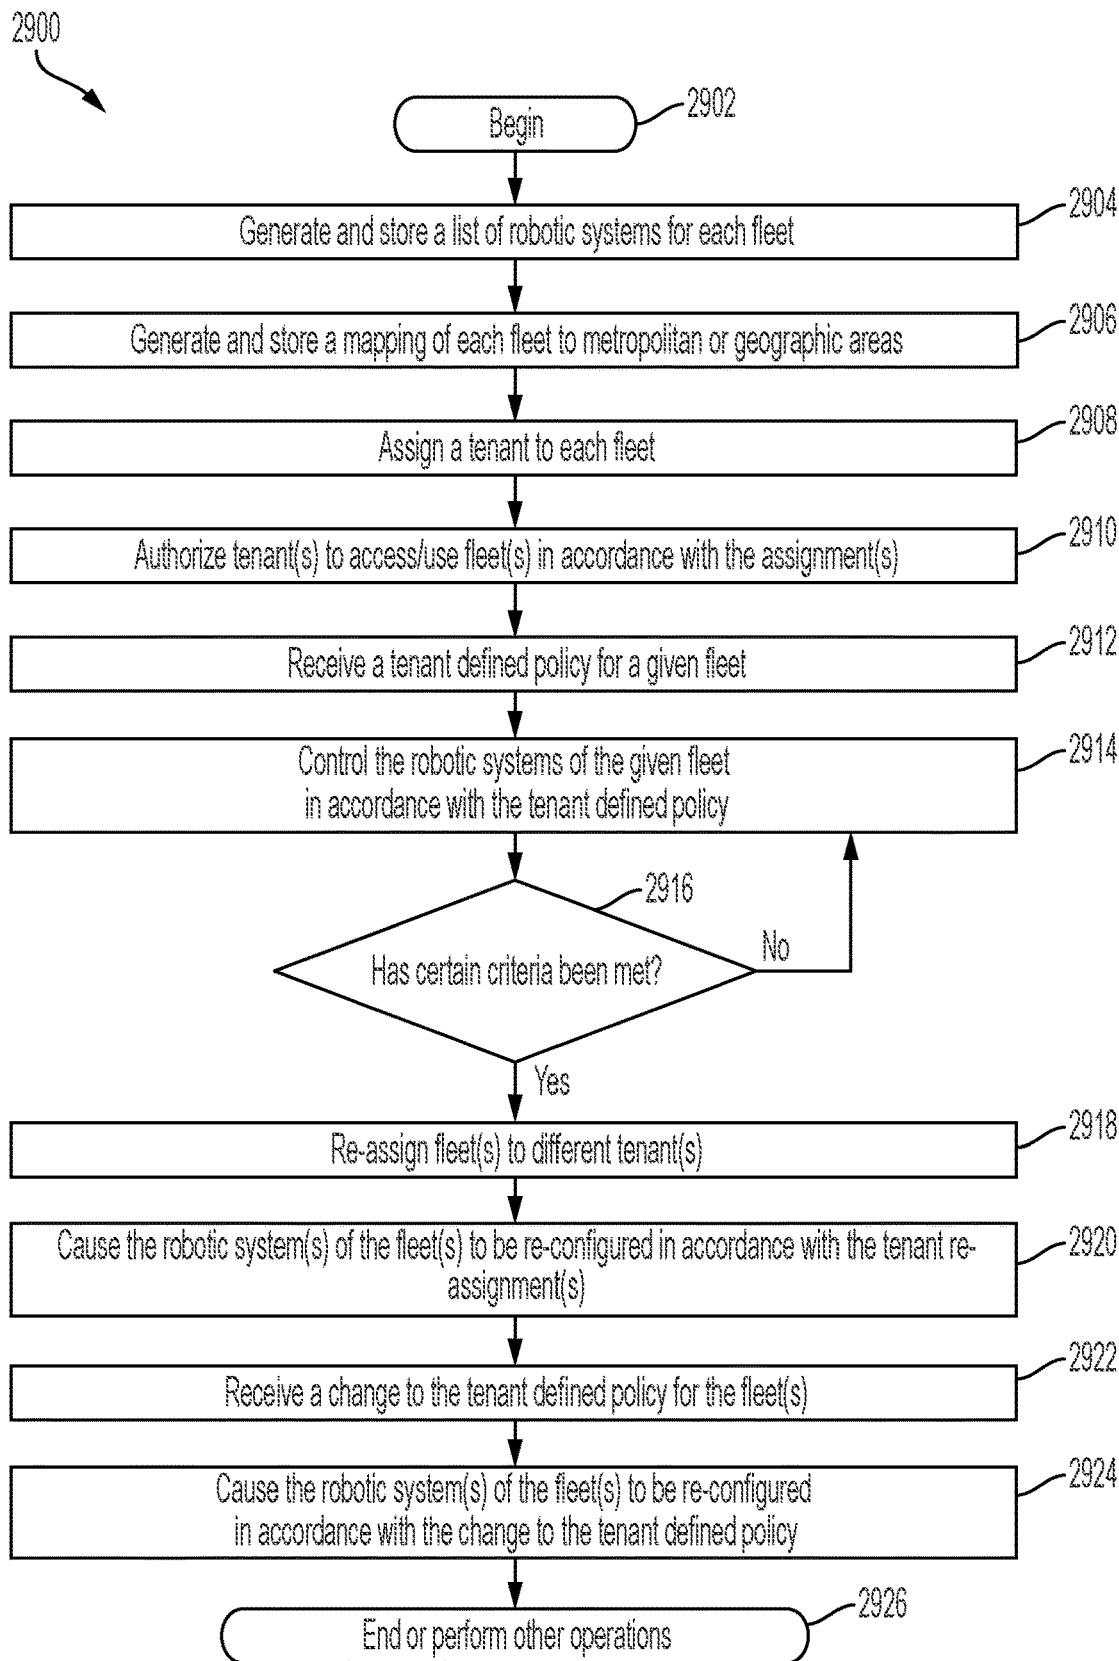 2900
Begin
2902
Generate and store a list of robotic systems for each fleet
2904
Generate and store a mapping of each fleet to metropolitan or geographic areas
2906
Assign a tenant to each fleet
2908
Authorize tenant(s) to access/use fleet(s) in accordance with the assignment(s)
2910
Receive a tenant defined policy for a given fleet
2912
Control the robotic systems of the given fleet
in accordance with the tenant defined policy
2914
Has certain criteria been met?
2916
No
Yes
Re-assign fleet(s) to different tenant(s)
2918
Cause the robotic system(s) of the fleet(s) to be re-configured in accordance with the tenant re-
assignment(s)
2920
Receive a change to the tenant defined policy for the fleet(s)
2922
Cause the robotic system(s) of the fleet(s) to be re-configured
in accordance with the change to the tenant defined policy
2924
End or perform other operations
2926